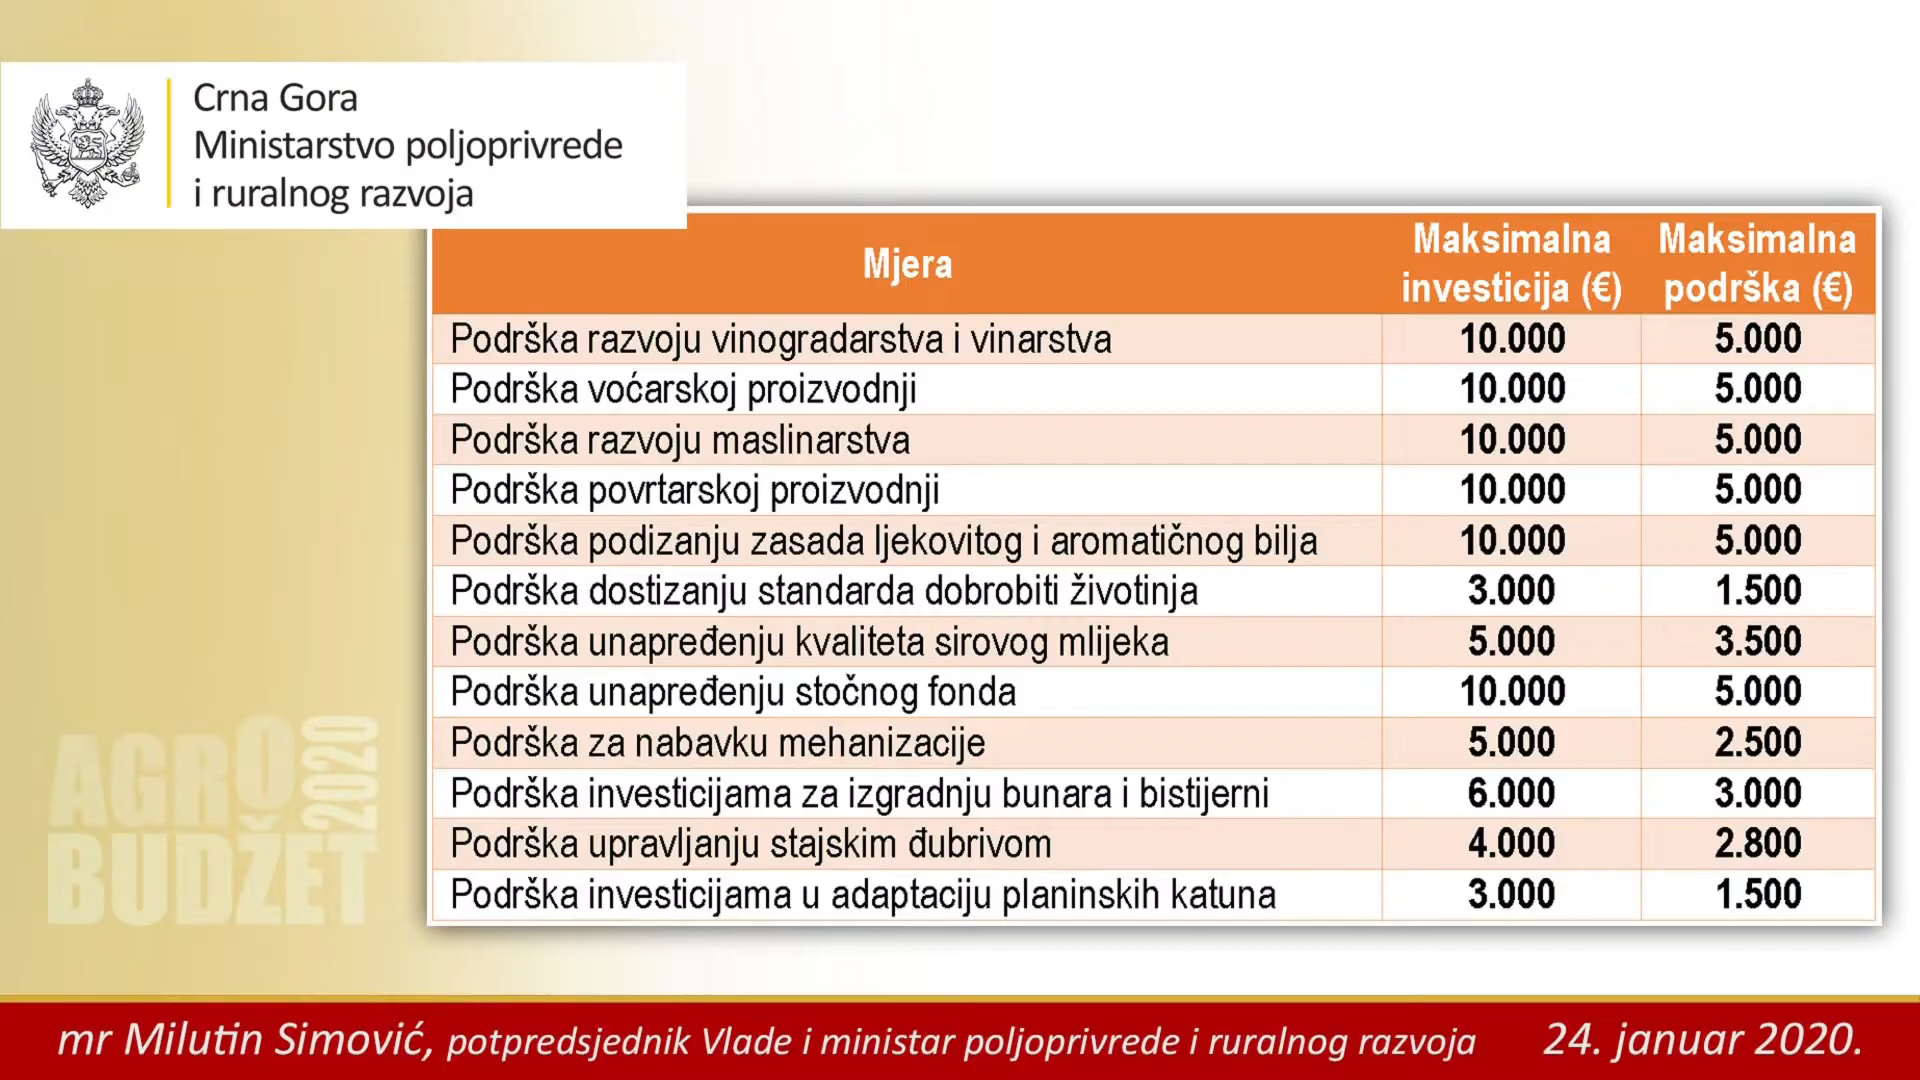 Crna Gora
Ministarstvo poljoprivrede
i ruralnog razvoja
Mjera Maksimalna investicija (€) Maksimalna podrška (€)
Podrška razvoju vinogradarstva i vinarstva 10.000 5.000
Podrška voćarskoj proizvodnji 10.000 5.000
Podrška razvoju maslinarstva 10.000 5.000
Podrška povrtarskoj proizvodnji 10.000 5.000
Podrška podizanju zasada ljekovitog i aromatičnog bilja 10.000 5.000
Podrška dostizanju standarda dobrobiti životinja 3.000 1.500
Podrška unapređenju kvaliteta sirovog mlijeka 5.000 3.500
Podrška unapređenju stočnog fonda 10.000 5.000
Podrška za nabavku mehanizacije 5.000 2.500
Podrška investicijama za izgradnju bunara i bistijerni 6.000 3.000
Podrška upravljanju stajskim đubrivom 4.000 2.800
Podrška investicijama u adaptaciju planinskih katuna 3.000 1.500
AGRO 2020
BUDŽET
mr Milutin Simović, potpredsjednik Vlade i ministar poljoprivrede i ruralnog razvoja 24. januar 2020.